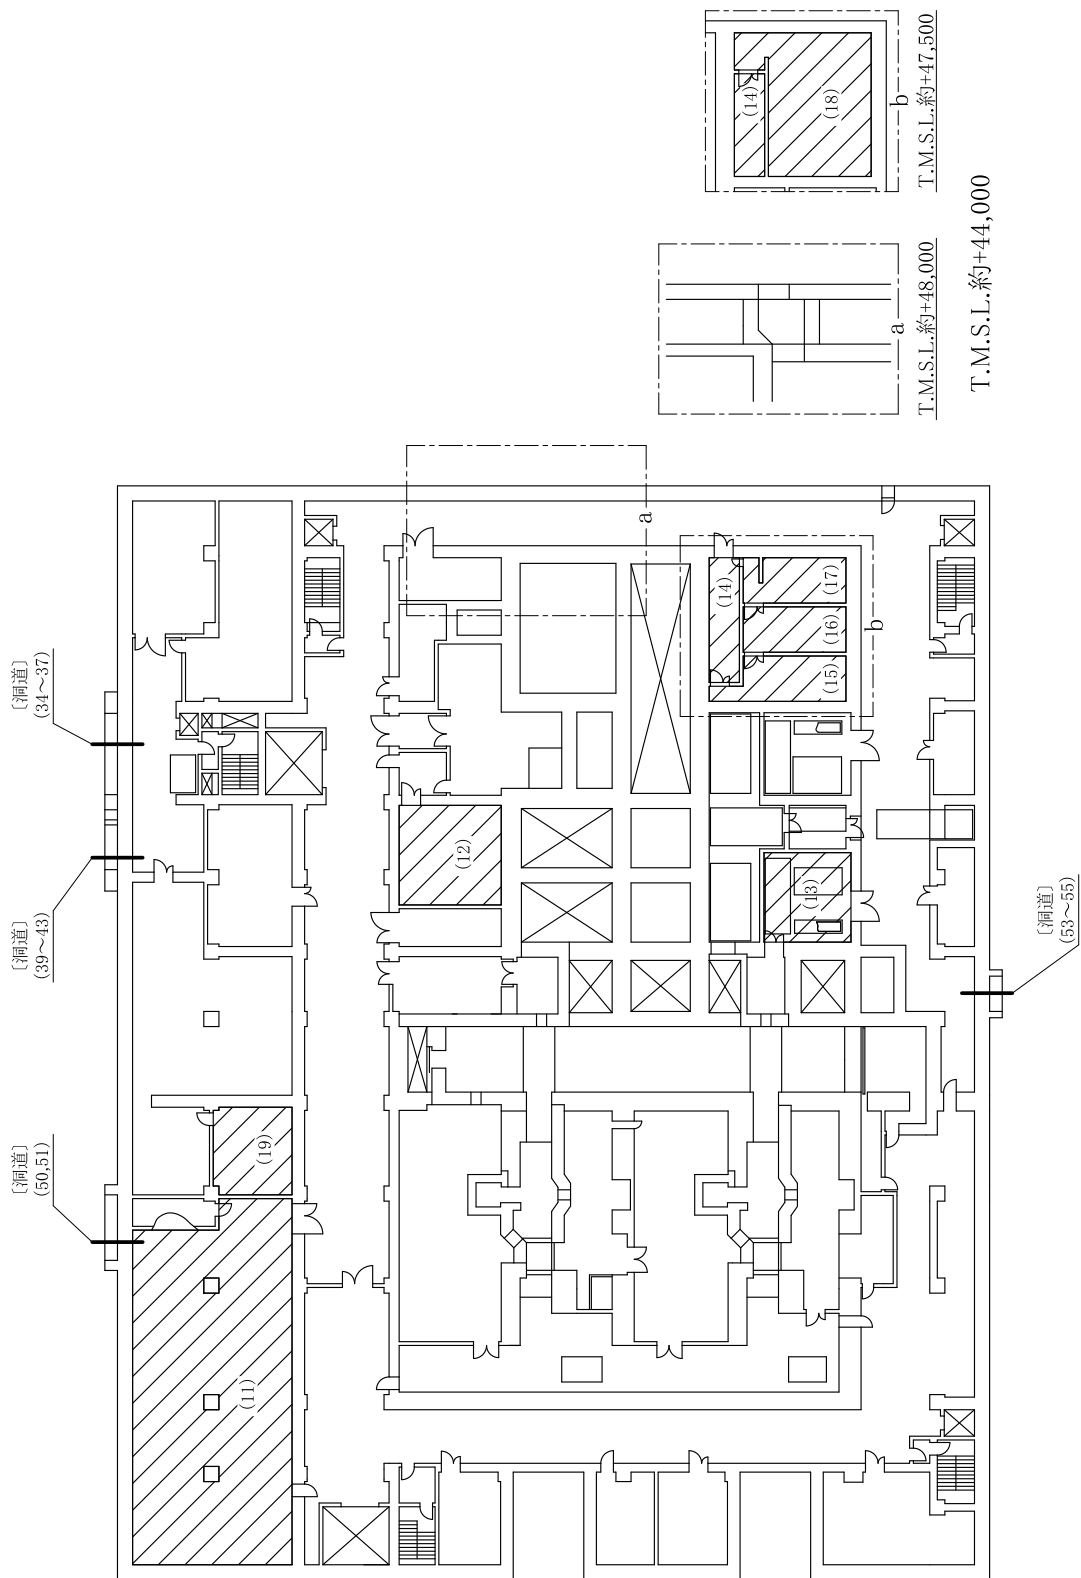 〔洞道〕
(50,51)
〔洞道〕
(39～43)
〔洞道〕
(34～37)
(11)
(19)
(12)
(13)
(14)
(15)
(16)
(17)
a
b
〔洞道〕
(53～55)
a
T.M.S.L.約+48,000
(14)
(18)
b
T.M.S.L.約+47,500
T.M.S.L.約+44,000